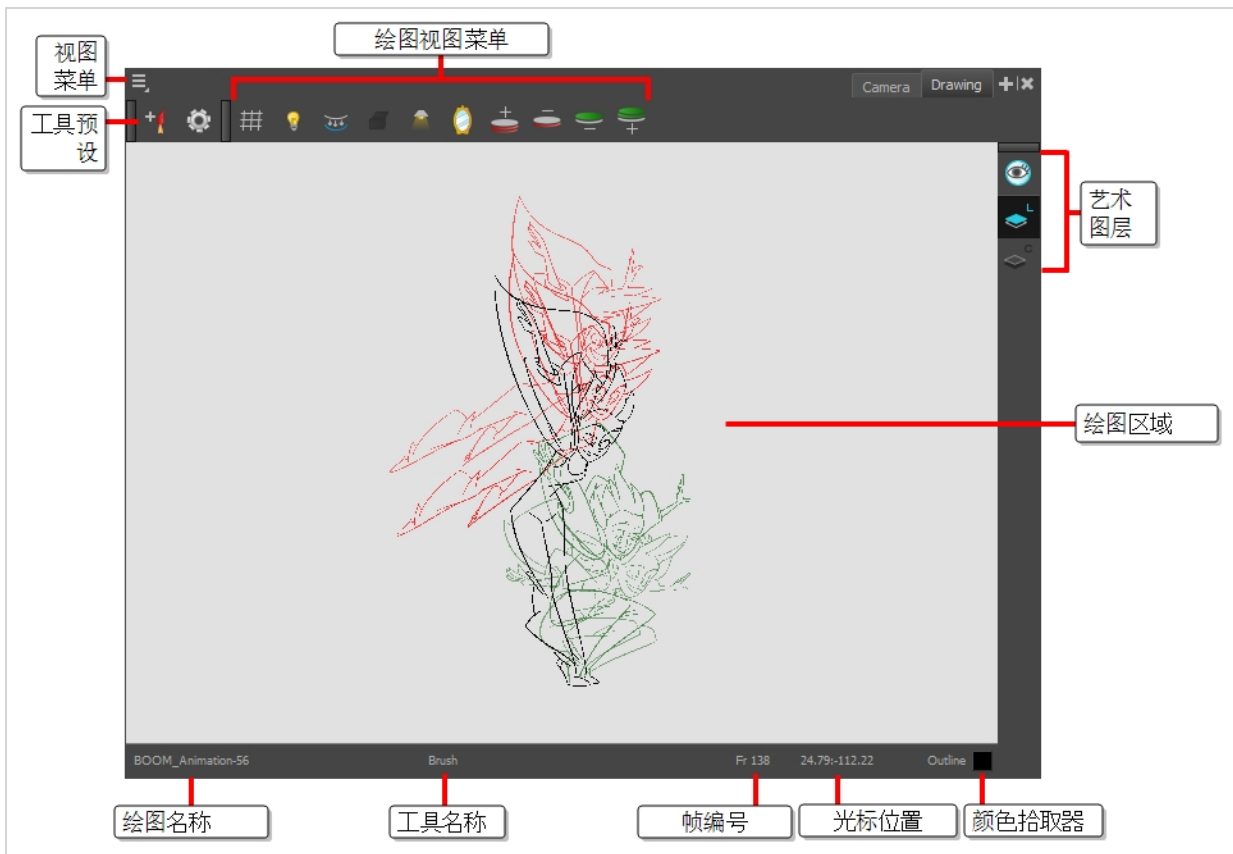 绘图视图菜单
视图
菜单
Camera
Drawing
工具预
设
L
艺术
图层
C
绘图区域
BOOM_Animation-56
Brush
Fr 138
24.79:-112.22
Outline
绘图名称
工具名称
帧编号
光标位置
颜色拾取器